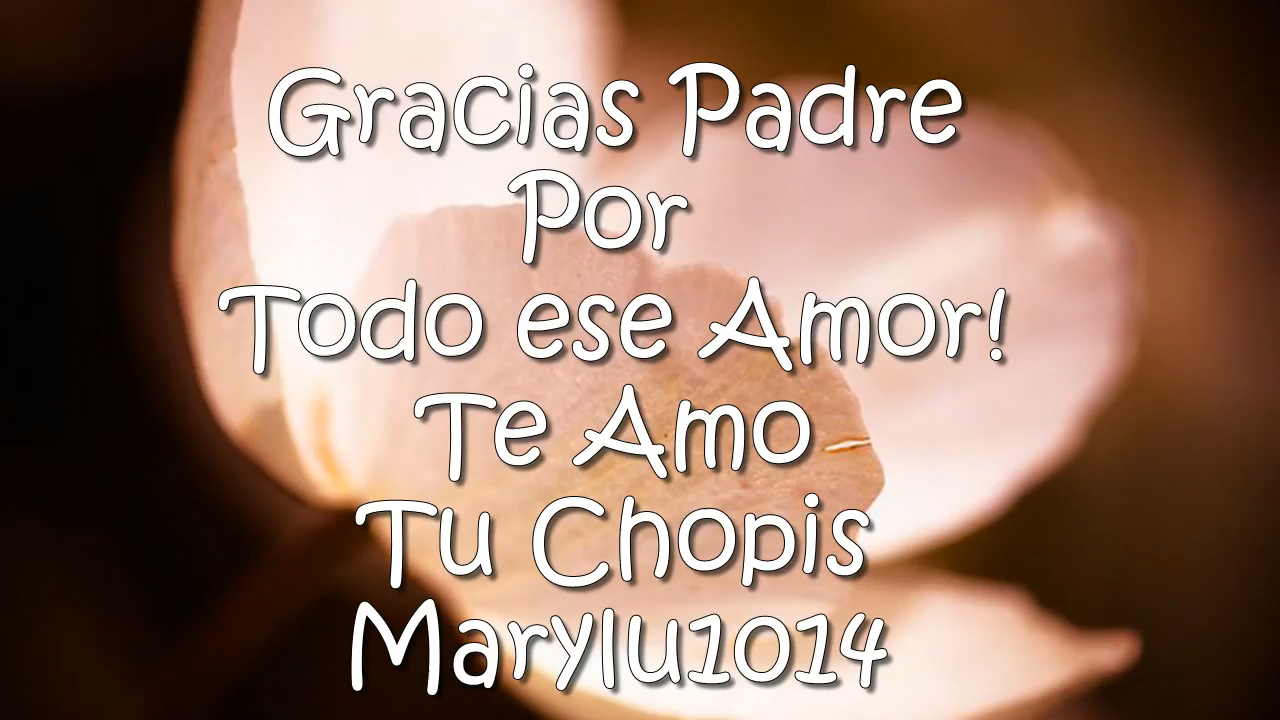 Gracias Padre
Por
Todo ese Amor!
Te Amo
Tu Chopis
Marylu1014